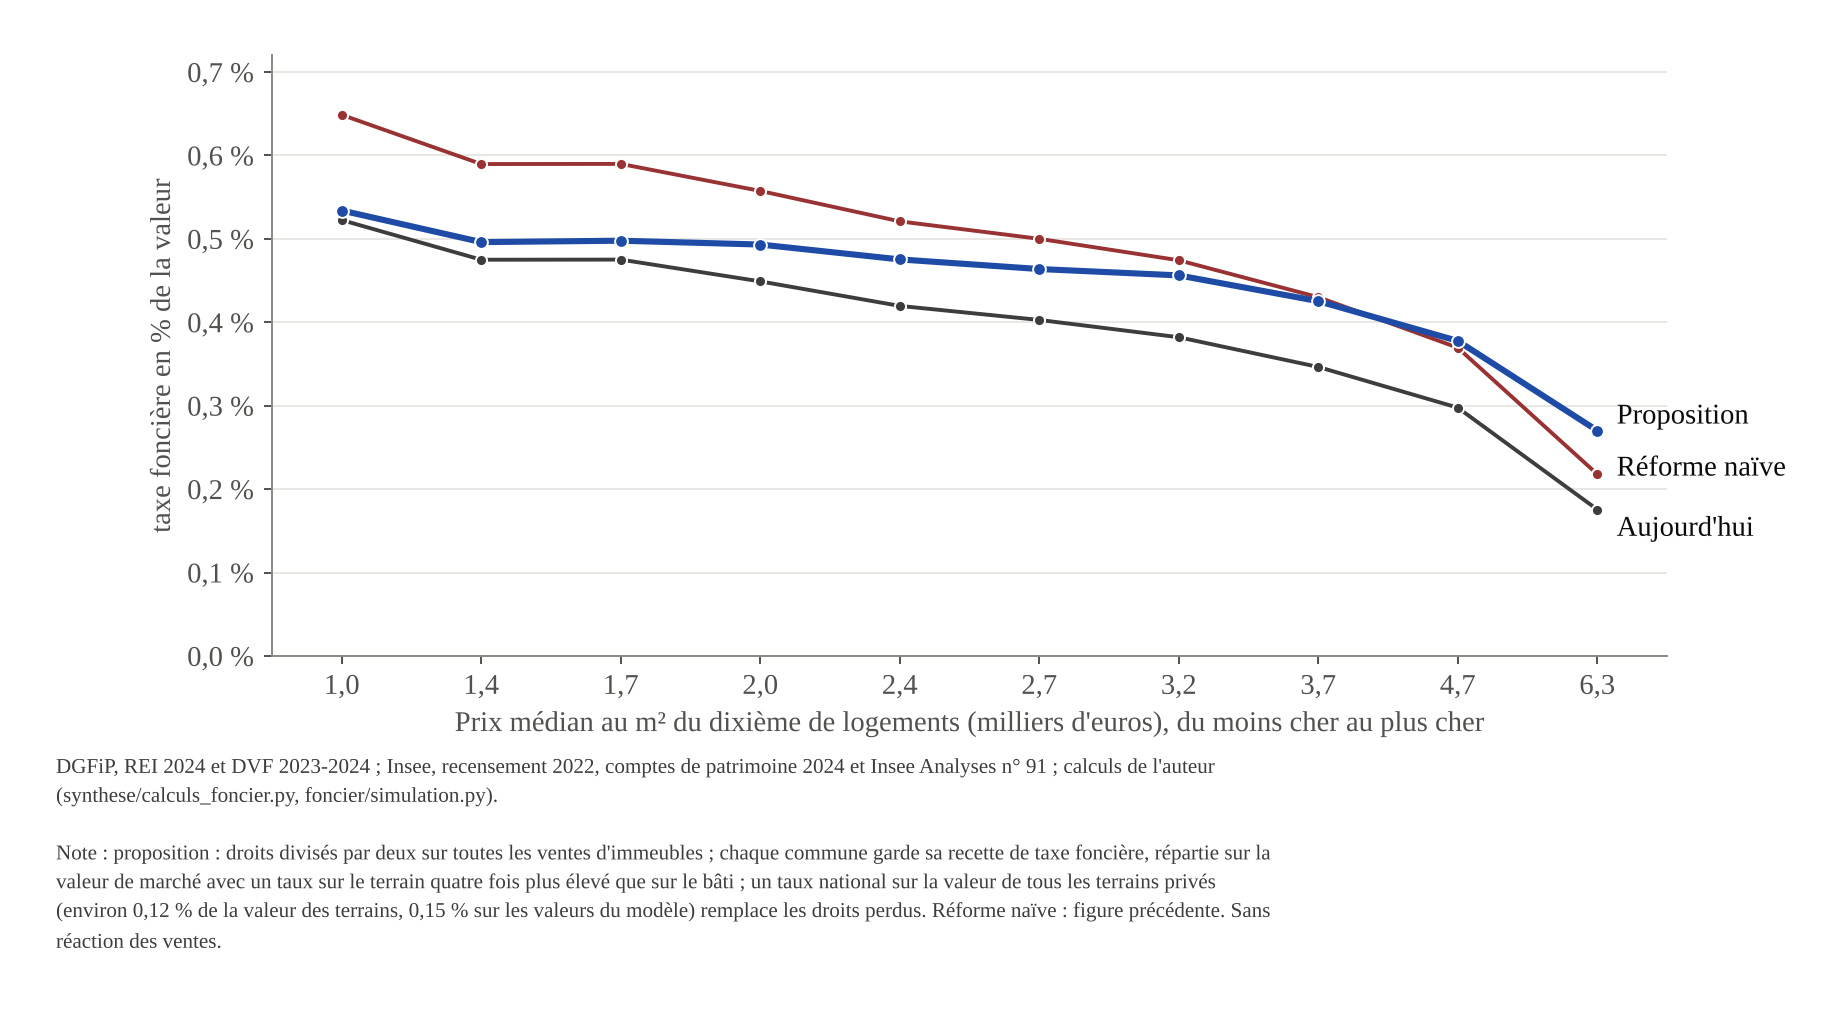 0,7 %
0,6 %
0,5 %
0,4 %
0,3 %
0,2 %
0,1 %
0,0 %
taxe foncière en % de la valeur
Proposition
Réforme naïve
Aujourd'hui
1,0 1,4 1,7 2,0 2,4 2,7 3,2 3,7 4,7 6,3
Prix médian au m² du dixième de logements (milliers d'euros), du moins cher au plus cher
DGFiP, REI 2024 et DVF 2023-2024 ; Insee, recensement 2022, comptes de patrimoine 2024 et Insee Analyses n° 91 ; calculs de l'auteur
(synthese/calculs_foncier.py, foncier/simulation.py).
Note : proposition : droits divisés par deux sur toutes les ventes d'immeubles ; chaque commune garde sa recette de taxe foncière, répartie sur la
valeur de marché avec un taux sur le terrain quatre fois plus élevé que sur le bâti ; un taux national sur la valeur de tous les terrains privés
(environ 0,12 % de la valeur des terrains, 0,15 % sur les valeurs du modèle) remplace les droits perdus. Réforme naïve : figure précédente. Sans
réaction des ventes.